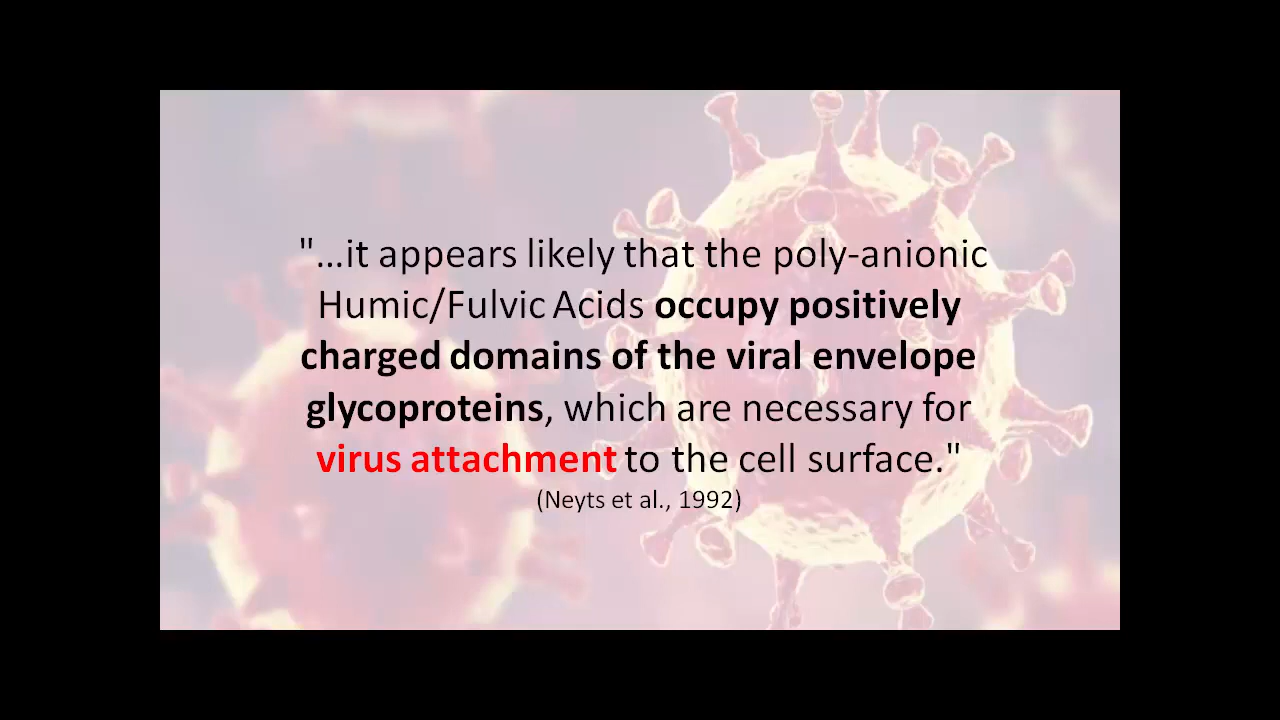 "...it appears likely that the poly-anionic
Humic/Fulvic Acids occupy positively
charged domains of the viral envelope
glycoproteins, which are necessary for
virus attachment to the cell surface."
(Neyts et al., 1992)